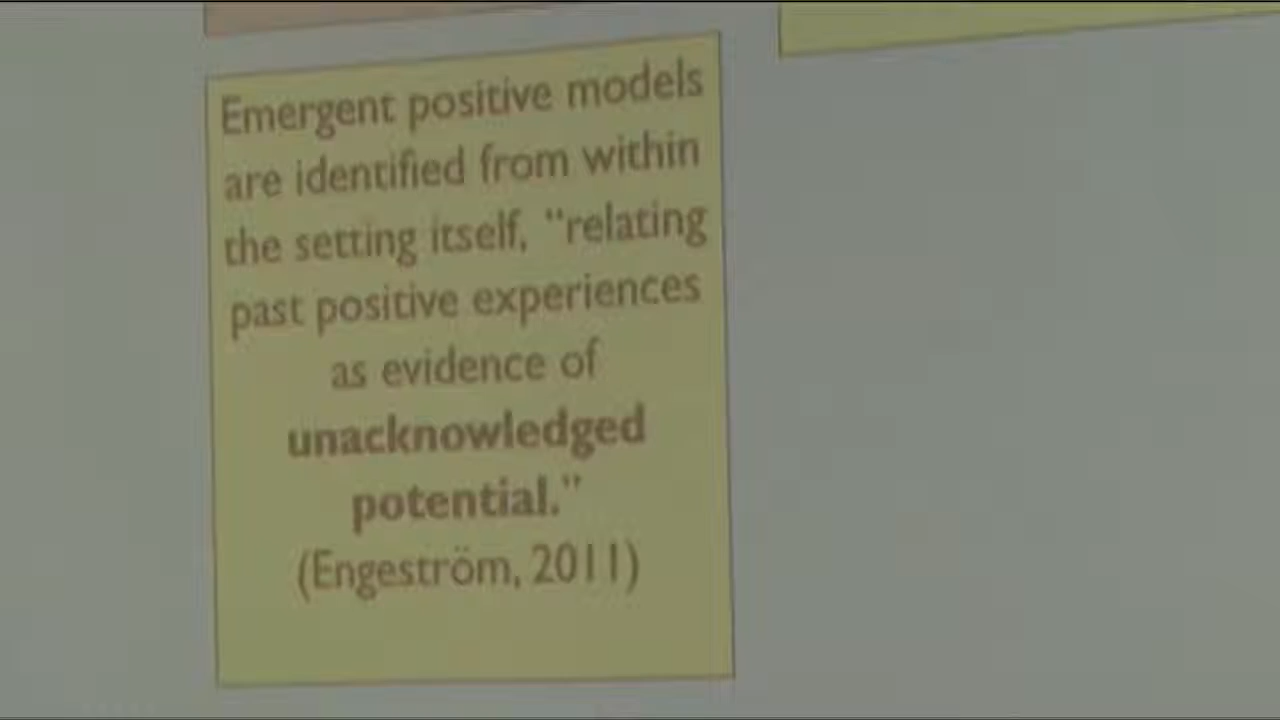 Emergent positive models
are identified from within
the setting itself, "relating
past positive experiences
as evidence of
unacknowledged
potential."
(Engeström, 2011)